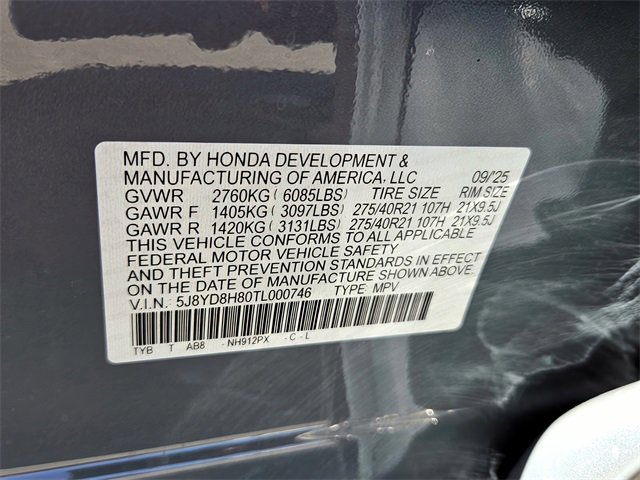 MFD. BY HONDA DEVELOPMENT &
MANUFACTURING OF AMERICA, LLC 09/25
GVWR 2760KG ( 6085LBS) TIRE SIZE RIM SIZE
GAWR F 1405KG ( 3097LBS) 275/40R21 107H 21X9.5J
GAWR R 1420KG ( 3131LBS) 275/40R21 107H 21X9.5J
THIS VEHICLE CONFORMS TO ALL APPLICABLE
FEDERAL MOTOR VEHICLE SAFETY
AND THEFT PREVENTION STANDARDS IN EFFECT
ON THE DATE OF MANUFACTURE SHOWN ABOVE.
V.I.N.: 5J8YD8H80TL000746 TYPE: MPV
TYB T AB8 - NH912PX - C - L